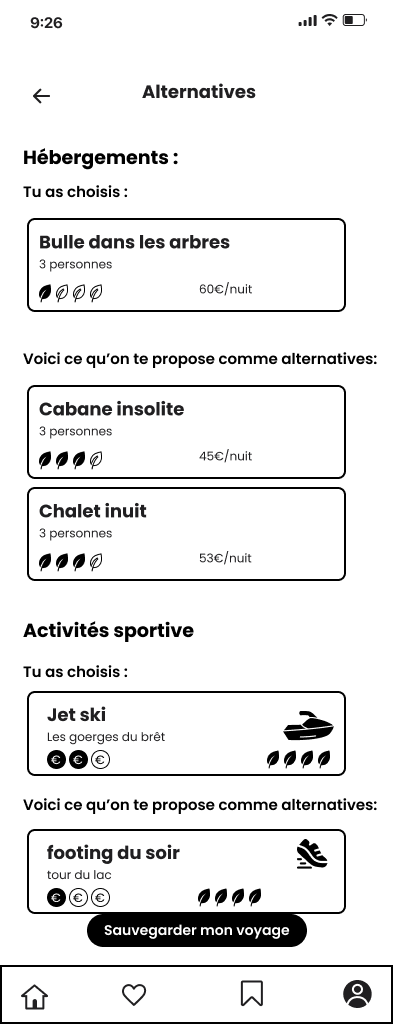 9:26
Alternatives
Hébergements :
Tu as choisis :
Bulle dans les arbres
3 personnes
60€/nuit
Voici ce qu'on te propose comme alternatives:
Cabane insolite
3 personnes
45€/nuit
Chalet inuit
3 personnes
53€/nuit
Activités sportive
Tu as choisis :
Jet ski
Les goerges du brêt
€ € €
Voici ce qu'on te propose comme alternatives:
footing du soir
tour du lac
€ € €
Sauvegarder mon voyage